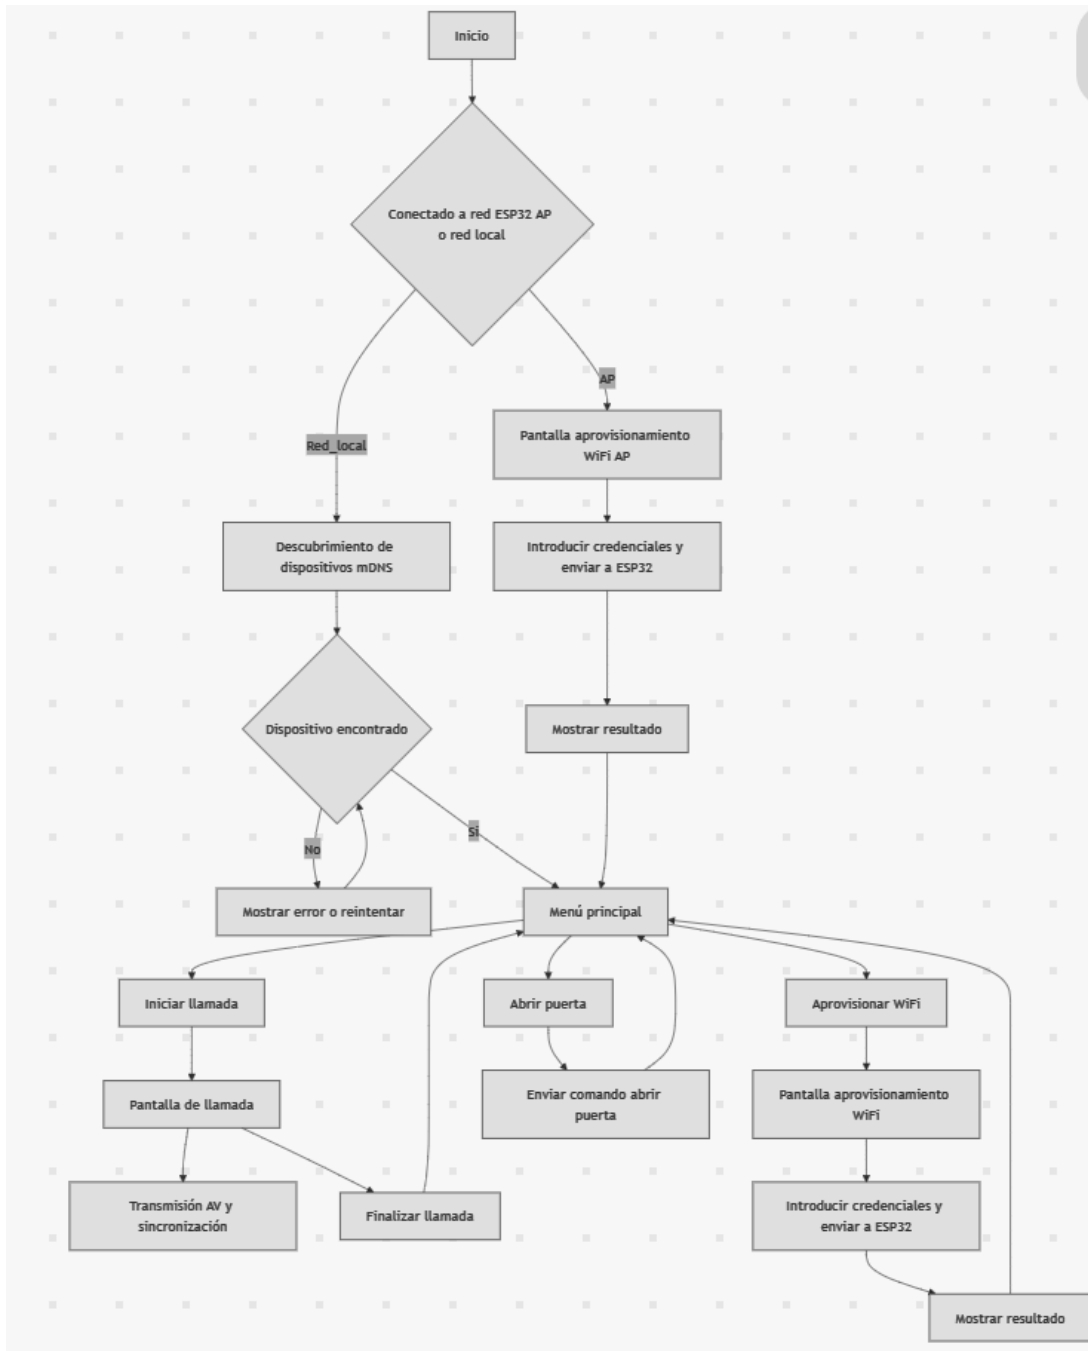 Inicio
Conectado a red ESP32 AP
o red local
AP
Red_local
Pantalla aprovisionamiento
WiFi AP
Descubrimiento de
dispositivos mDNS
Introducir credenciales y
enviar a ESP32
Dispositivo encontrado
Mostrar resultado
Si
No
Mostrar error o reintentar
Menú principal
Iniciar llamada
Abrir puerta
Aprovisionar WiFi
Pantalla de llamada
Enviar comando abrir
puerta
Pantalla aprovisionamiento
WiFi
Transmisión AV y
sincronización
Finalizar llamada
Introducir credenciales y
enviar a ESP32
Mostrar resultado